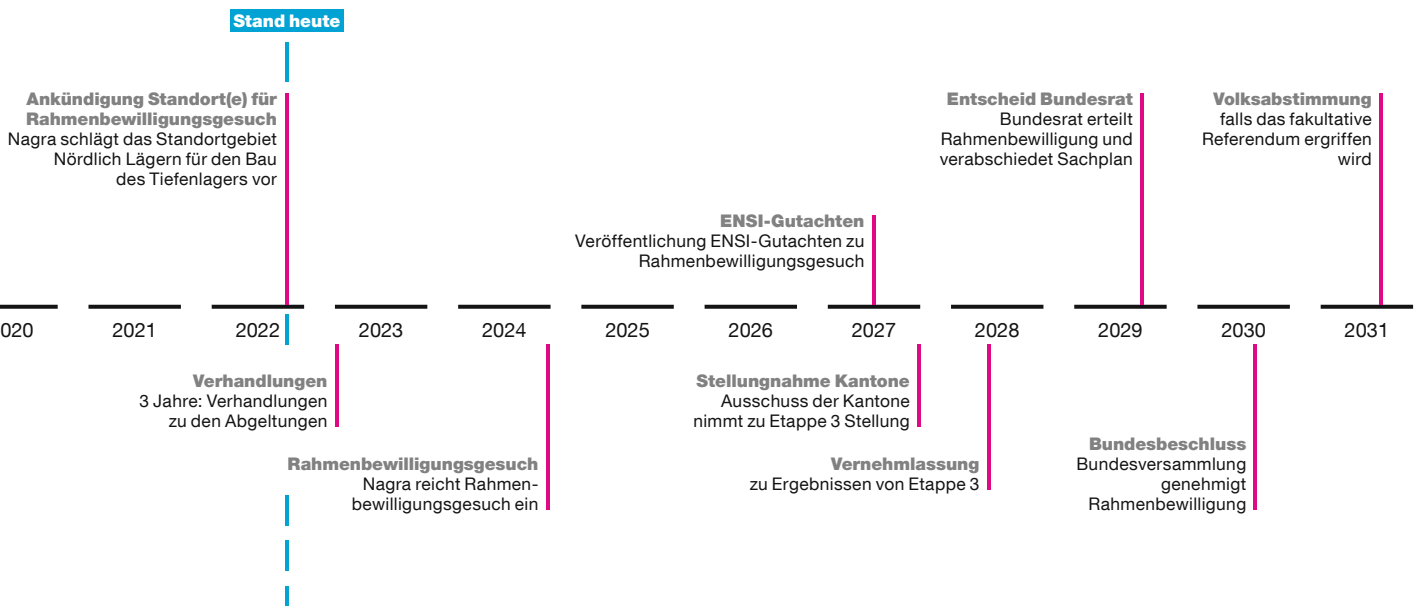 Stand heute
Ankündigung Standort(e) für
Rahmenbewilligungsgesuch
Nagra schlägt das Standortgebiet
Nördlich Lägern für den Bau
des Tiefenlagers vor
Entscheid Bundesrat
Bundesrat erteilt
Rahmenbewilligung und
verabschiedet Sachplan
Volksabstimmung
falls das fakultative
Referendum ergriffen
wird
ENSI-Gutachten
Veröffentlichung ENSI-Gutachten zu
Rahmenbewilligungsgesuch
020 2021 2022 2023 2024 2025 2026 2027 2028 2029 2030 2031
Verhandlungen
3 Jahre: Verhandlungen
zu den Abgeltungen
Rahmenbewilligungsgesuch
Nagra reicht Rahmen-
bewilligungsgesuch ein
Stellungnahme Kantone
Ausschuss der Kantone
nimmt zu Etappe 3 Stellung
Vernehmlassung
zu Ergebnissen von Etappe 3
Bundesbeschluss
Bundesversammlung
genehmigt
Rahmenbewilligung